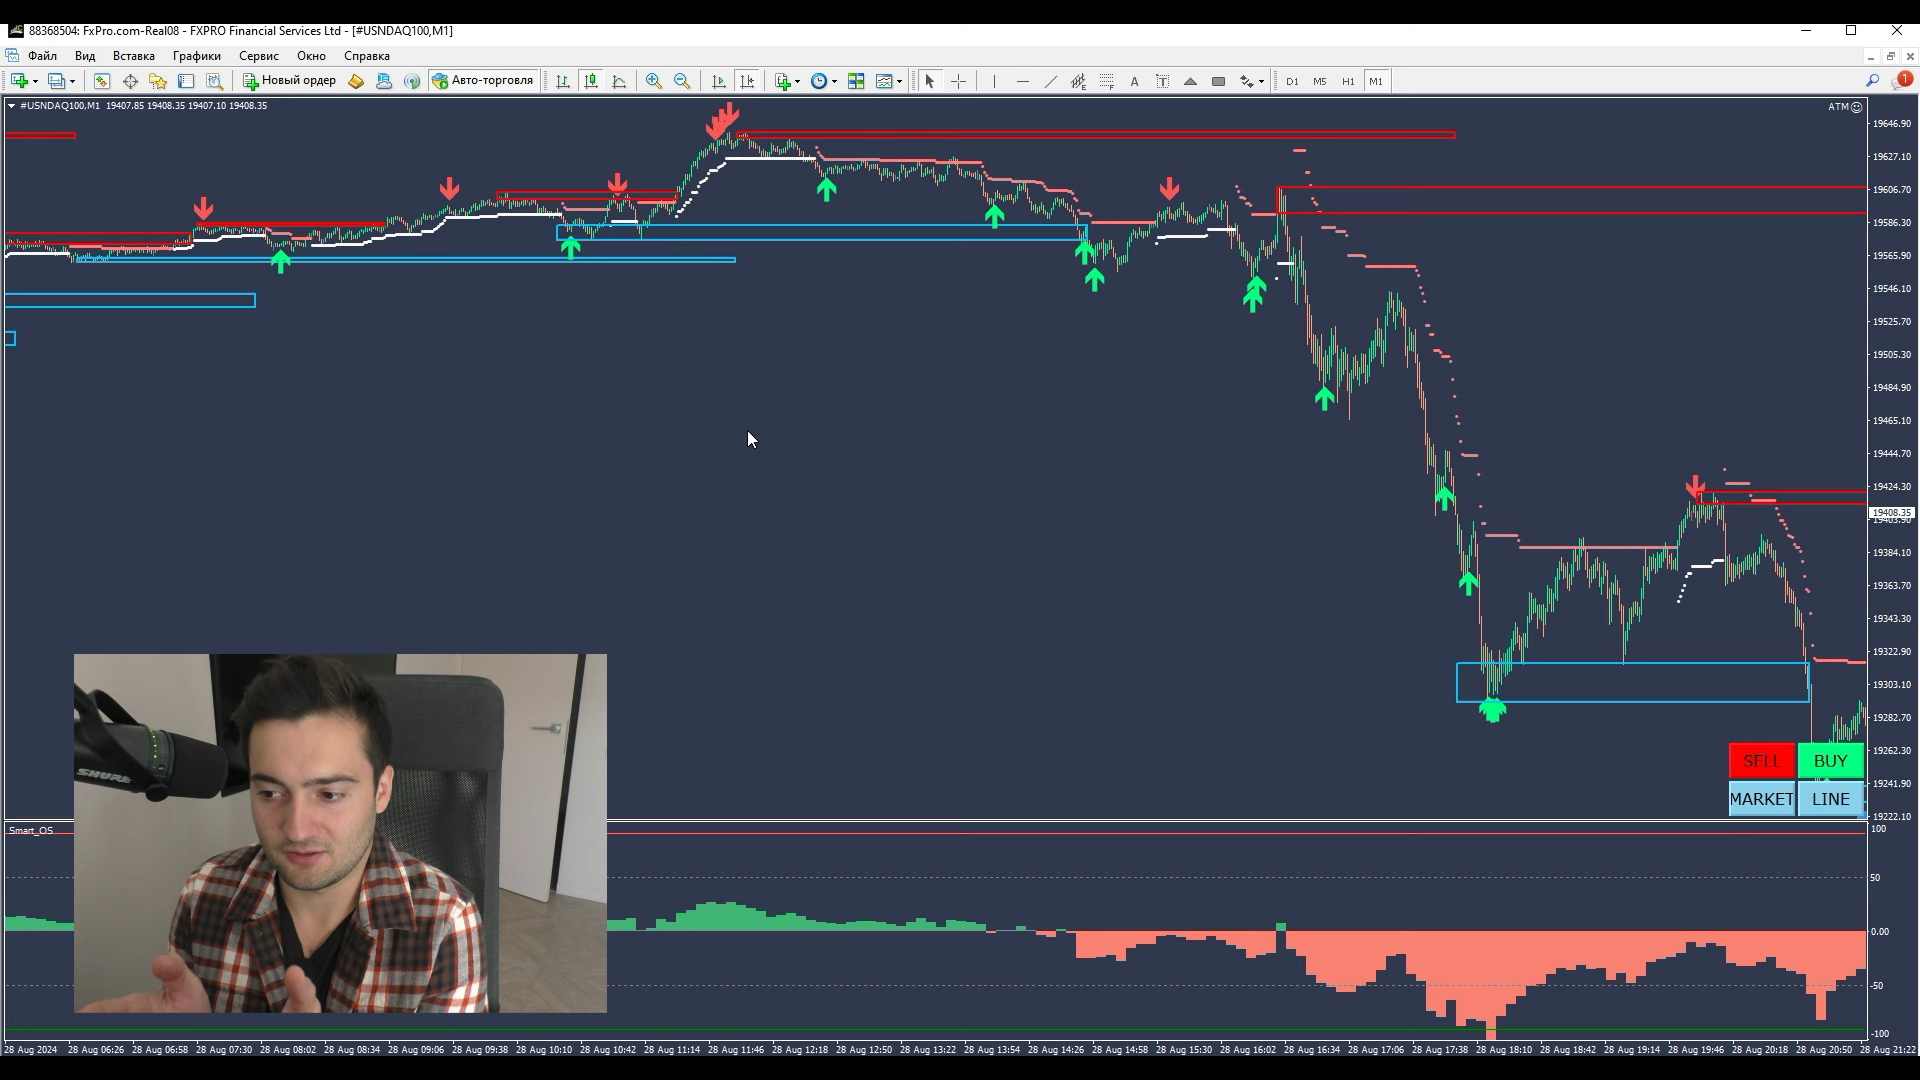 88368504: FxPro.com-Real08 - FXPRO Financial Services Ltd - [#USNDAQ100,M1]
Файл Вид Вставка Графики Сервис Окно Справка
Новый ордер Авто-торговля A T D1 M5 H1 M1 1
#USNDAQ100,M1 19407.85 19408.35 19407.10 19408.35
ATM
19646.90
19627.10
19606.70
19586.30
19565.90
19546.10
19525.70
19505.30
19484.90
19465.10
19444.70
19424.30
19408.35
19403.90
19384.10
19363.70
19343.30
19322.90
19303.10
19282.70
19262.30
19241.90
19222.10
SELL BUY
MARKET LINE
SHURE
Smart_OS
100
50
0.00
-50
-100
28 Aug 2024 28 Aug 06:26 28 Aug 06:58 28 Aug 07:30 28 Aug 08:02 28 Aug 08:34 28 Aug 09:06 28 Aug 09:38 28 Aug 10:10 28 Aug 10:42 28 Aug 11:14 28 Aug 11:46 28 Aug 12:18 28 Aug 12:50 28 Aug 13:22 28 Aug 13:54 28 Aug 14:26 28 Aug 14:58 28 Aug 15:30 28 Aug 16:02 28 Aug 16:34 28 Aug 17:06 28 Aug 17:38 28 Aug 18:10 28 Aug 18:42 28 Aug 19:14 28 Aug 19:46 28 Aug 20:18 28 Aug 20:50 28 Aug 21:22